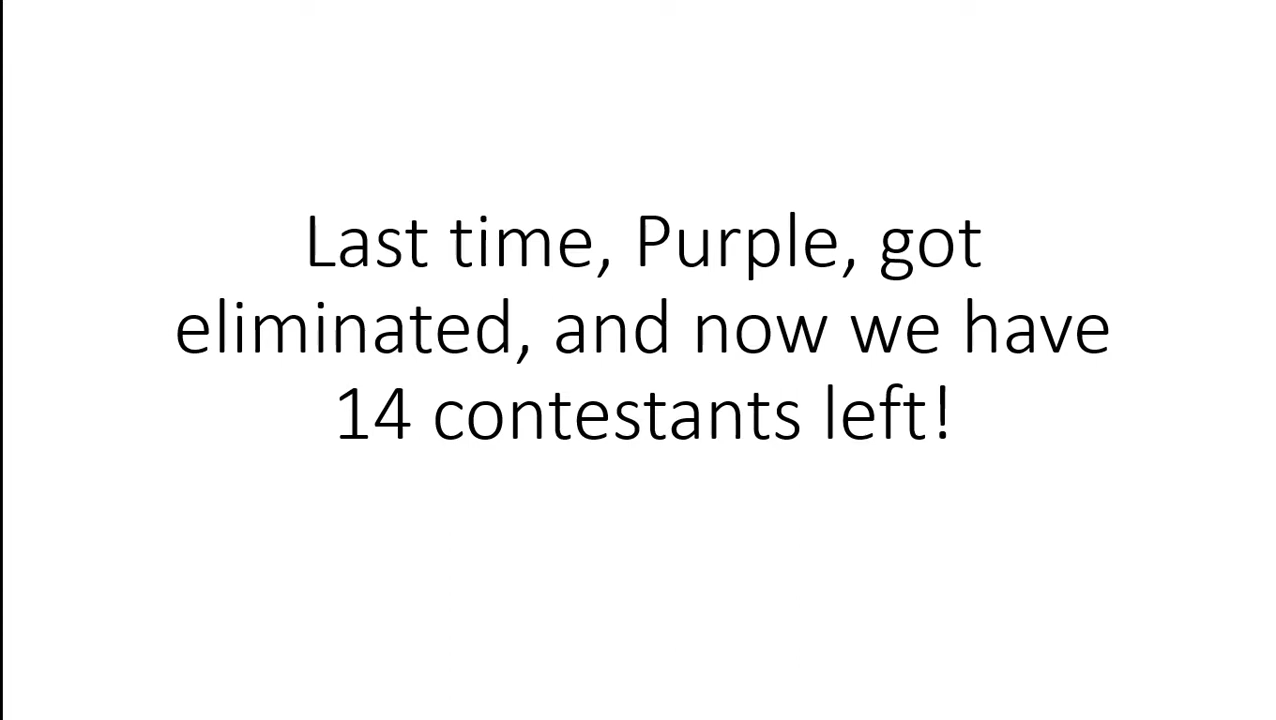 Last time, Purple, got
eliminated, and now we have
14 contestants left!